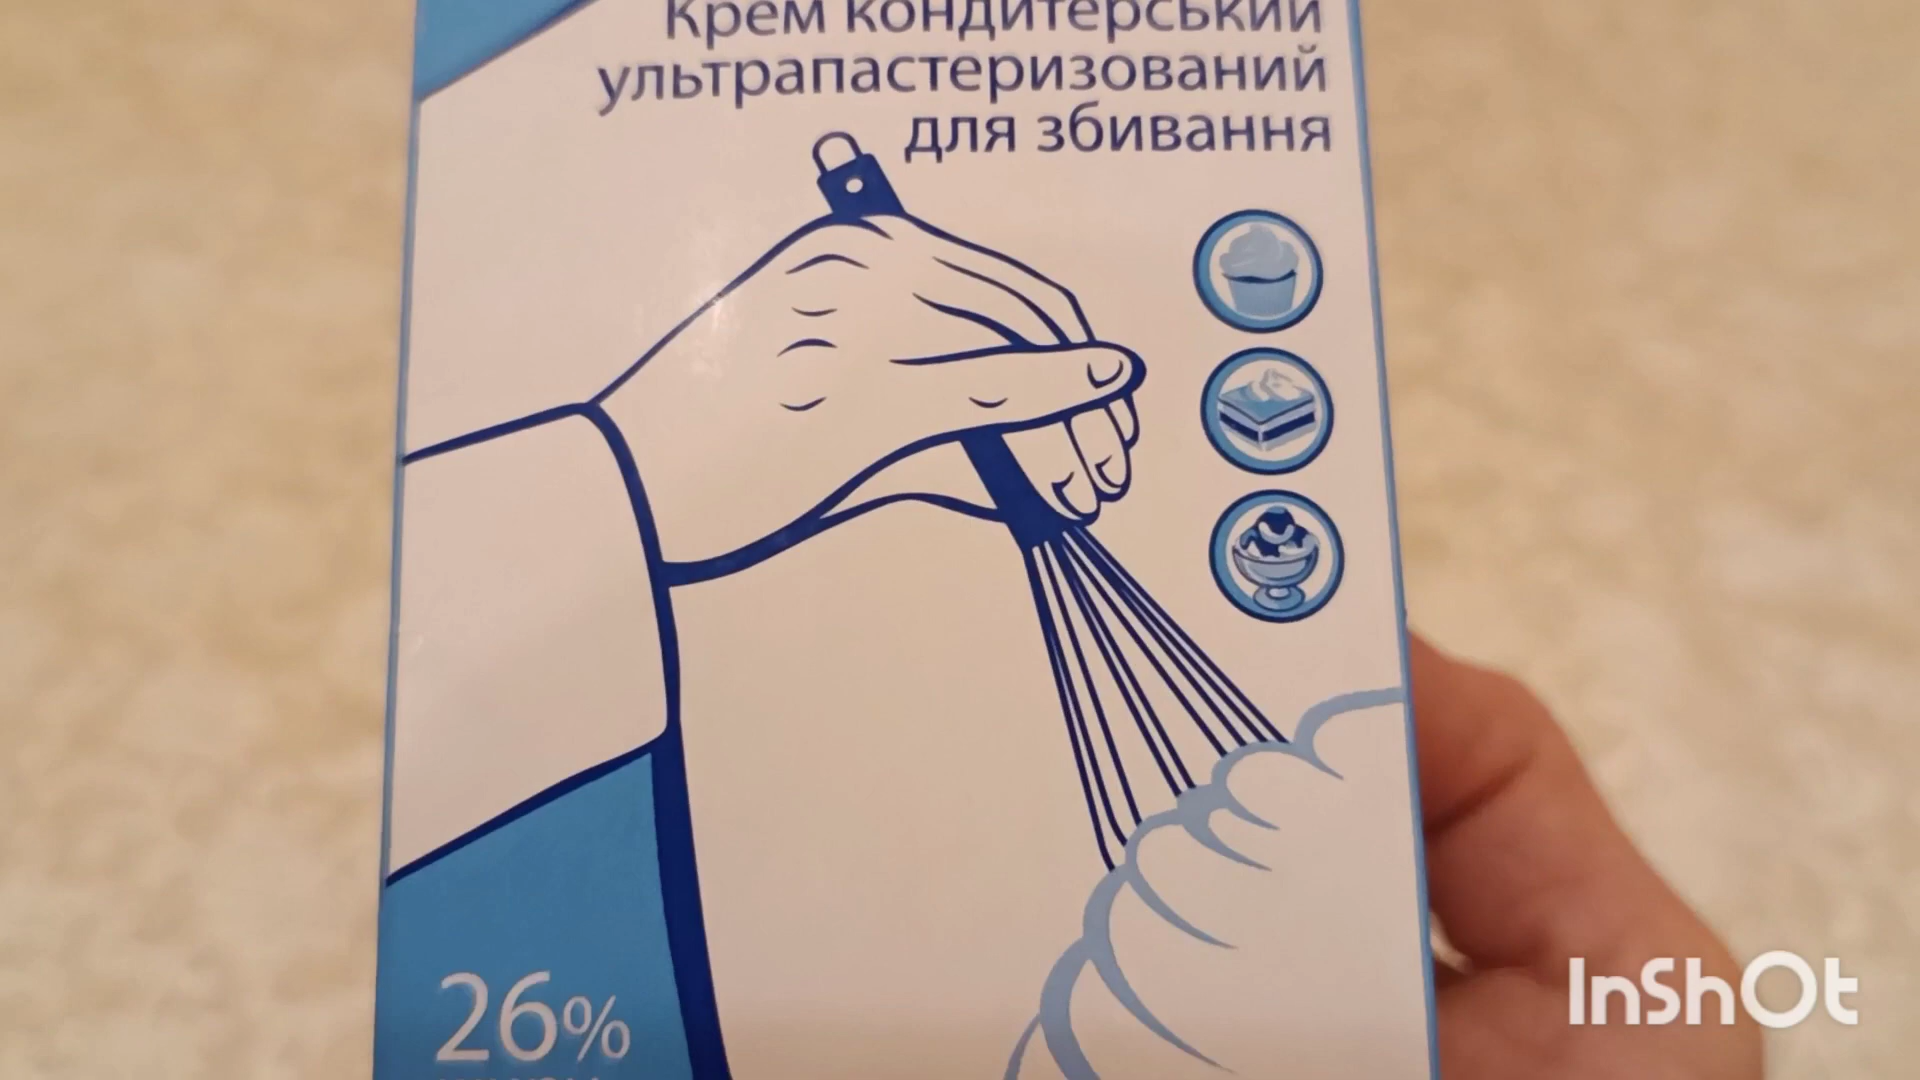 Крем кондитерський
ультрапастеризований
для збивання
26%
InShOt